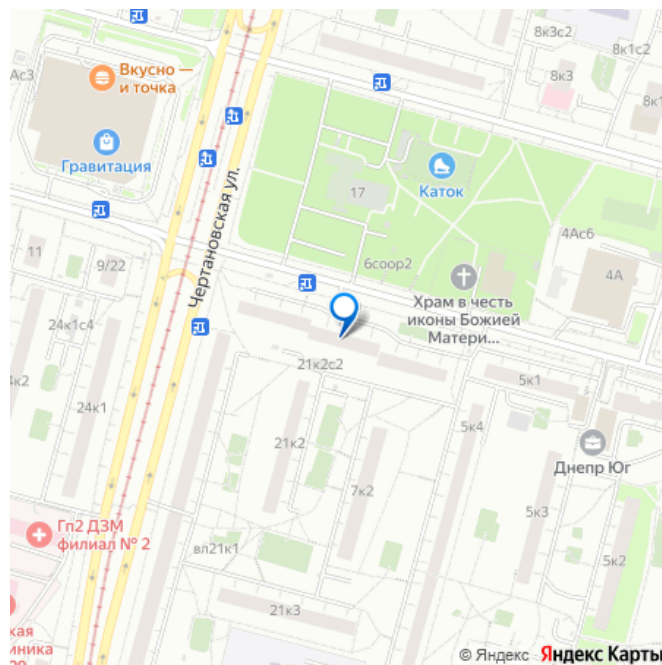 8к3с2
8к1с2
Ас3
Вкусно —
и точка
8к3
8к1
Гравитация
17
Каток
Чертановская ул.
4Ас6
11
9/22
6соор2
4А
Храм в честь
иконы Божией
Матери...
24к1с4
к2
21к2с2
5к1
24к1
5к4
21к2
Днепр Юг
7к2
5к3
Гп2 ДЗМ
филиал № 2
вл21к1
5к2
21к3
ская
иника
© Яндекс Яндекс Карты